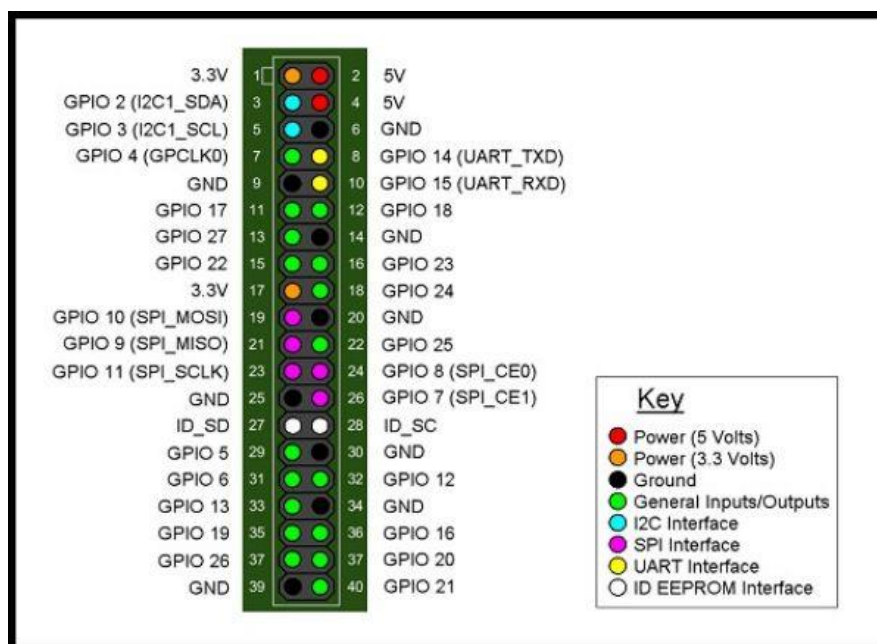 3.3V 1 2 5V
GPIO 2 (I2C1_SDA) 3 4 5V
GPIO 3 (I2C1_SCL) 5 6 GND
GPIO 4 (GPCLK0) 7 8 GPIO 14 (UART_TXD)
GND 9 10 GPIO 15 (UART_RXD)
GPIO 17 11 12 GPIO 18
GPIO 27 13 14 GND
GPIO 22 15 16 GPIO 23
3.3V 17 18 GPIO 24
GPIO 10 (SPI_MOSI) 19 20 GND
GPIO 9 (SPI_MISO) 21 22 GPIO 25
GPIO 11 (SPI_SCLK) 23 24 GPIO 8 (SPI_CE0)
GND 25 26 GPIO 7 (SPI_CE1)
ID_SD 27 28 ID_SC
GPIO 5 29 30 GND
GPIO 6 31 32 GPIO 12
GPIO 13 33 34 GND
GPIO 19 35 36 GPIO 16
GPIO 26 37 37 GPIO 20
GND 39 40 GPIO 21
Key
Power (5 Volts)
Power (3.3 Volts)
Ground
General Inputs/Outputs
I2C Interface
SPI Interface
UART Interface
ID EEPROM Interface